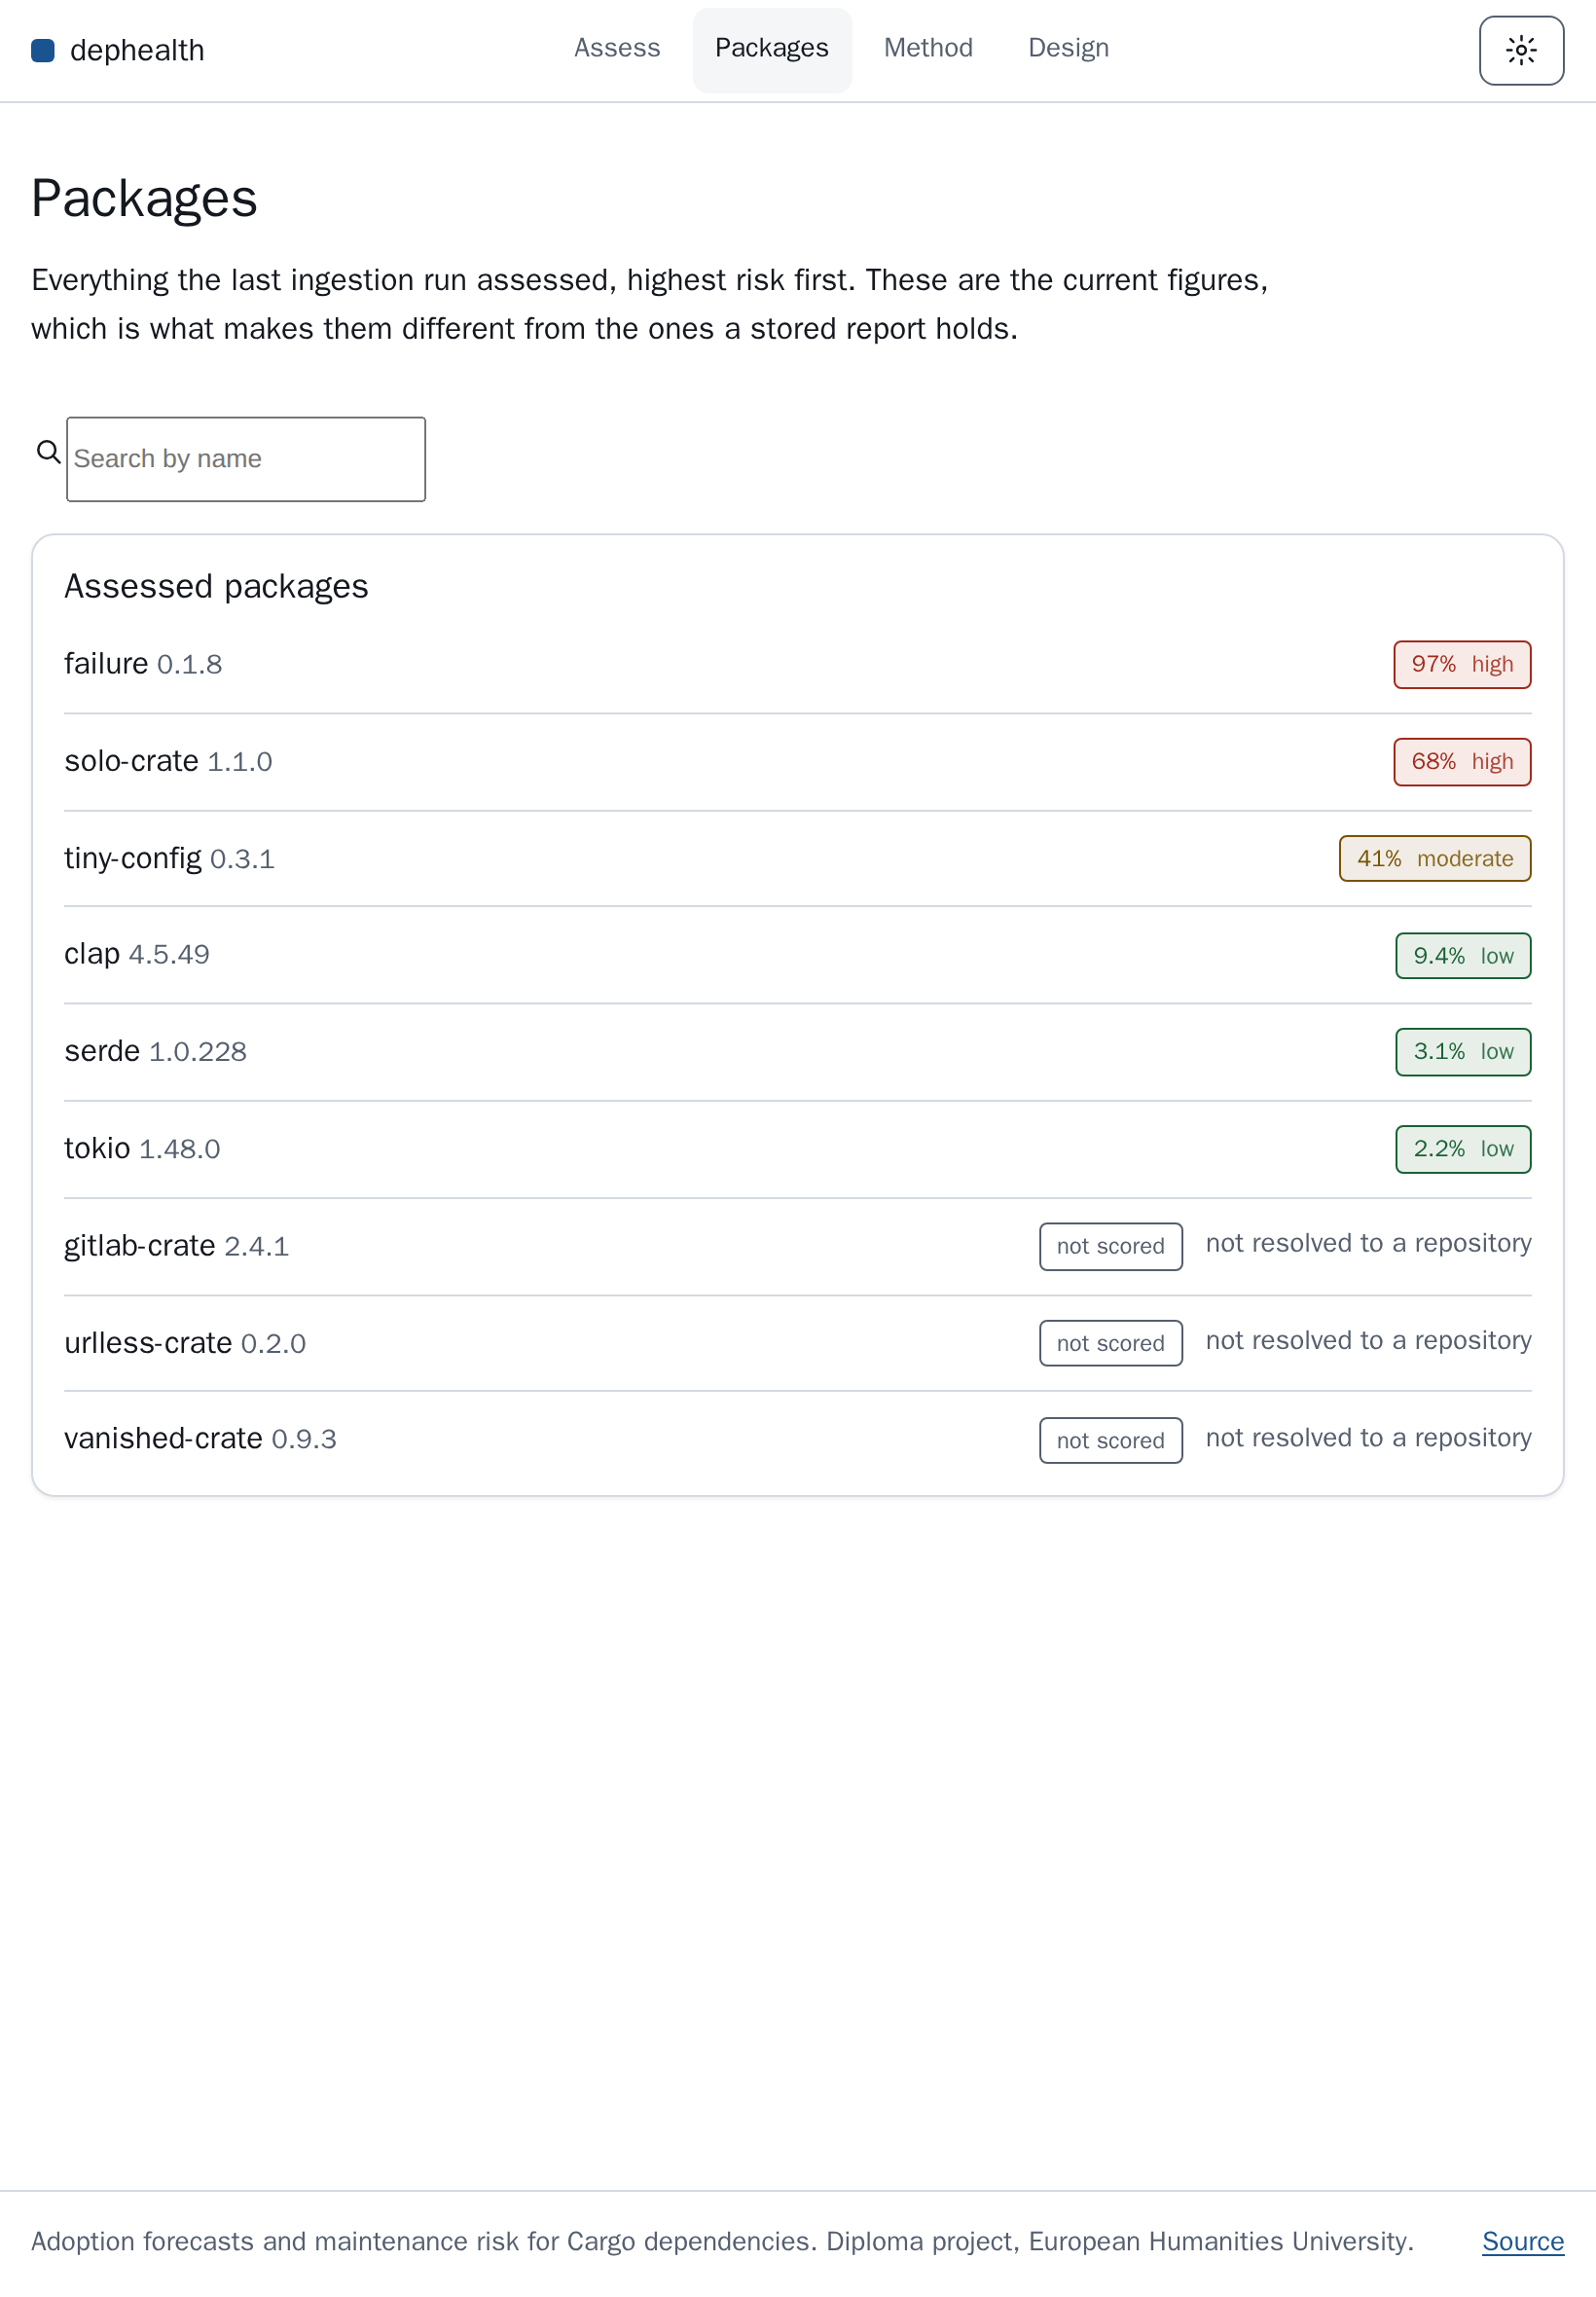 dephealth
Assess
Packages
Method
Design
Packages
Everything the last ingestion run assessed, highest risk first. These are the current figures,
which is what makes them different from the ones a stored report holds.
Search by name
Assessed packages
failure 0.1.8 97% high
solo-crate 1.1.0 68% high
tiny-config 0.3.1 41% moderate
clap 4.5.49 9.4% low
serde 1.0.228 3.1% low
tokio 1.48.0 2.2% low
gitlab-crate 2.4.1 not scored not resolved to a repository
urlless-crate 0.2.0 not scored not resolved to a repository
vanished-crate 0.9.3 not scored not resolved to a repository
Adoption forecasts and maintenance risk for Cargo dependencies. Diploma project, European Humanities University. Source